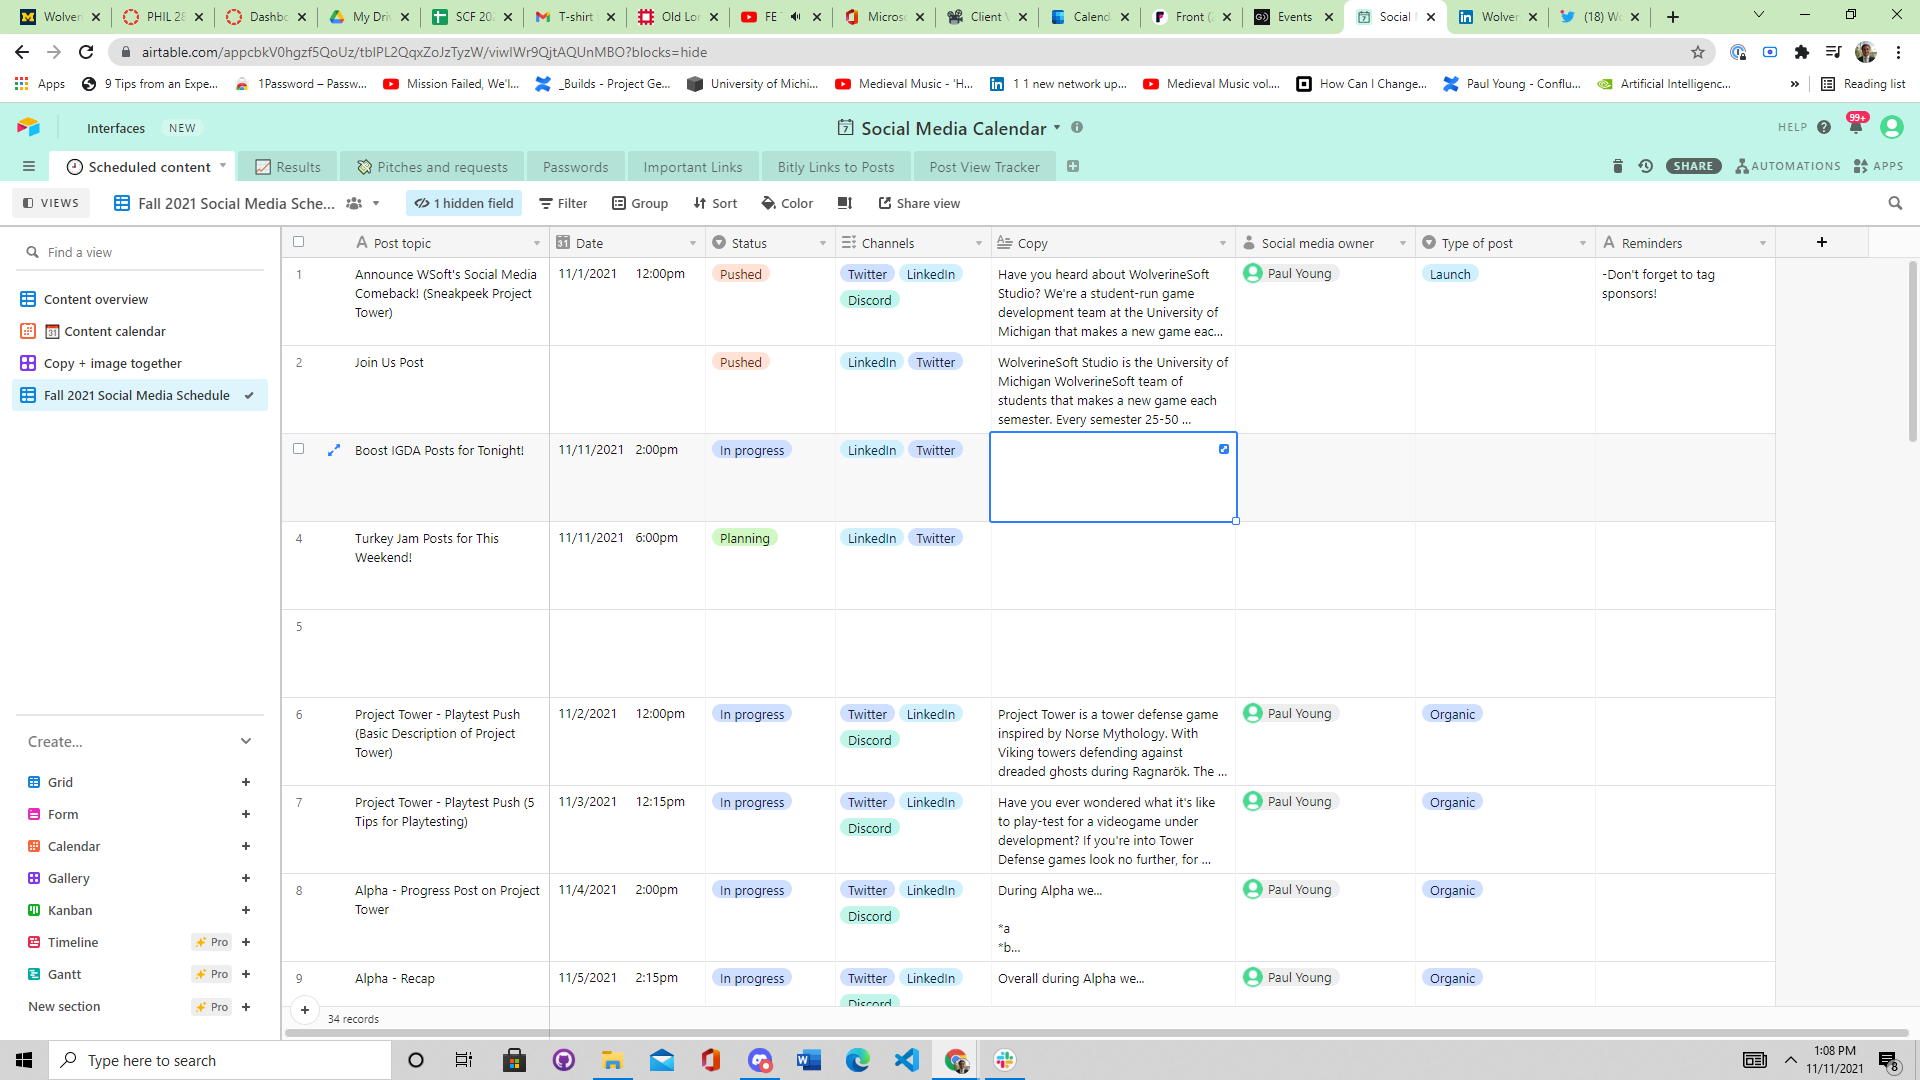 Wolver
PHIL 28
Dashbo
My Driv
SCF 202
T-shirt
Old Lor
FE
Microso
Client V
Calend
Front (
Events
Social
Wolver
(18) Wo
airtable.com/appcbkV0hgzf5QoUz/tblPL2QqxZoJzTyzW/viwIWr9QjtAQUnMBO?blocks=hide
Apps
9 Tips from an Expe...
1Password – Passw...
Mission Failed, We'l...
_Builds - Project Ge...
University of Michi...
Medieval Music - 'H...
1 1 new network up...
Medieval Music vol....
How Can I Change...
Paul Young - Conflu...
Artificial Intelligenc...
»
Reading list
Interfaces NEW
Social Media Calendar
HELP
99+
Scheduled content
Results
Pitches and requests
Passwords
Important Links
Bitly Links to Posts
Post View Tracker
SHARE
AUTOMATIONS
APPS
VIEWS
Fall 2021 Social Media Sche...
1 hidden field
Filter
Group
Sort
Color
Share view
Find a view
Content overview
Content calendar
Copy + image together
Fall 2021 Social Media Schedule
Create...
Grid
Form
Calendar
Gallery
Kanban
Timeline Pro
Gantt Pro
New section Pro
Post topic
Date
Status
Channels
Copy
Social media owner
Type of post
Reminders
1
Announce WSoft's Social Media
Comeback! (Sneakpeek Project
Tower)
11/1/2021 12:00pm
Pushed
Twitter LinkedIn
Discord
Have you heard about WolverineSoft
Studio? We're a student-run game
development team at the University of
Michigan that makes a new game eac...
Paul Young
Launch
-Don't forget to tag
sponsors!
2
Join Us Post
Pushed
LinkedIn Twitter
WolverineSoft Studio is the University of
Michigan WolverineSoft team of
students that makes a new game each
semester. Every semester 25-50 ...
Boost IGDA Posts for Tonight!
11/11/2021 2:00pm
In progress
LinkedIn Twitter
4
Turkey Jam Posts for This
Weekend!
11/11/2021 6:00pm
Planning
LinkedIn Twitter
5
6
Project Tower - Playtest Push
(Basic Description of Project
Tower)
11/2/2021 12:00pm
In progress
Twitter LinkedIn
Discord
Project Tower is a tower defense game
inspired by Norse Mythology. With
Viking towers defending against
dreaded ghosts during Ragnarök. The ...
Paul Young
Organic
7
Project Tower - Playtest Push (5
Tips for Playtesting)
11/3/2021 12:15pm
In progress
Twitter LinkedIn
Discord
Have you ever wondered what it's like
to play-test for a videogame under
development? If you're into Tower
Defense games look no further, for ...
Paul Young
Organic
8
Alpha - Progress Post on Project
Tower
11/4/2021 2:00pm
In progress
Twitter LinkedIn
Discord
During Alpha we...
*a
*b...
Paul Young
Organic
9
Alpha - Recap
11/5/2021 2:15pm
In progress
Twitter LinkedIn
Discord
Overall during Alpha we...
Paul Young
Organic
34 records
Type here to search
1:08 PM
11/11/2021
8